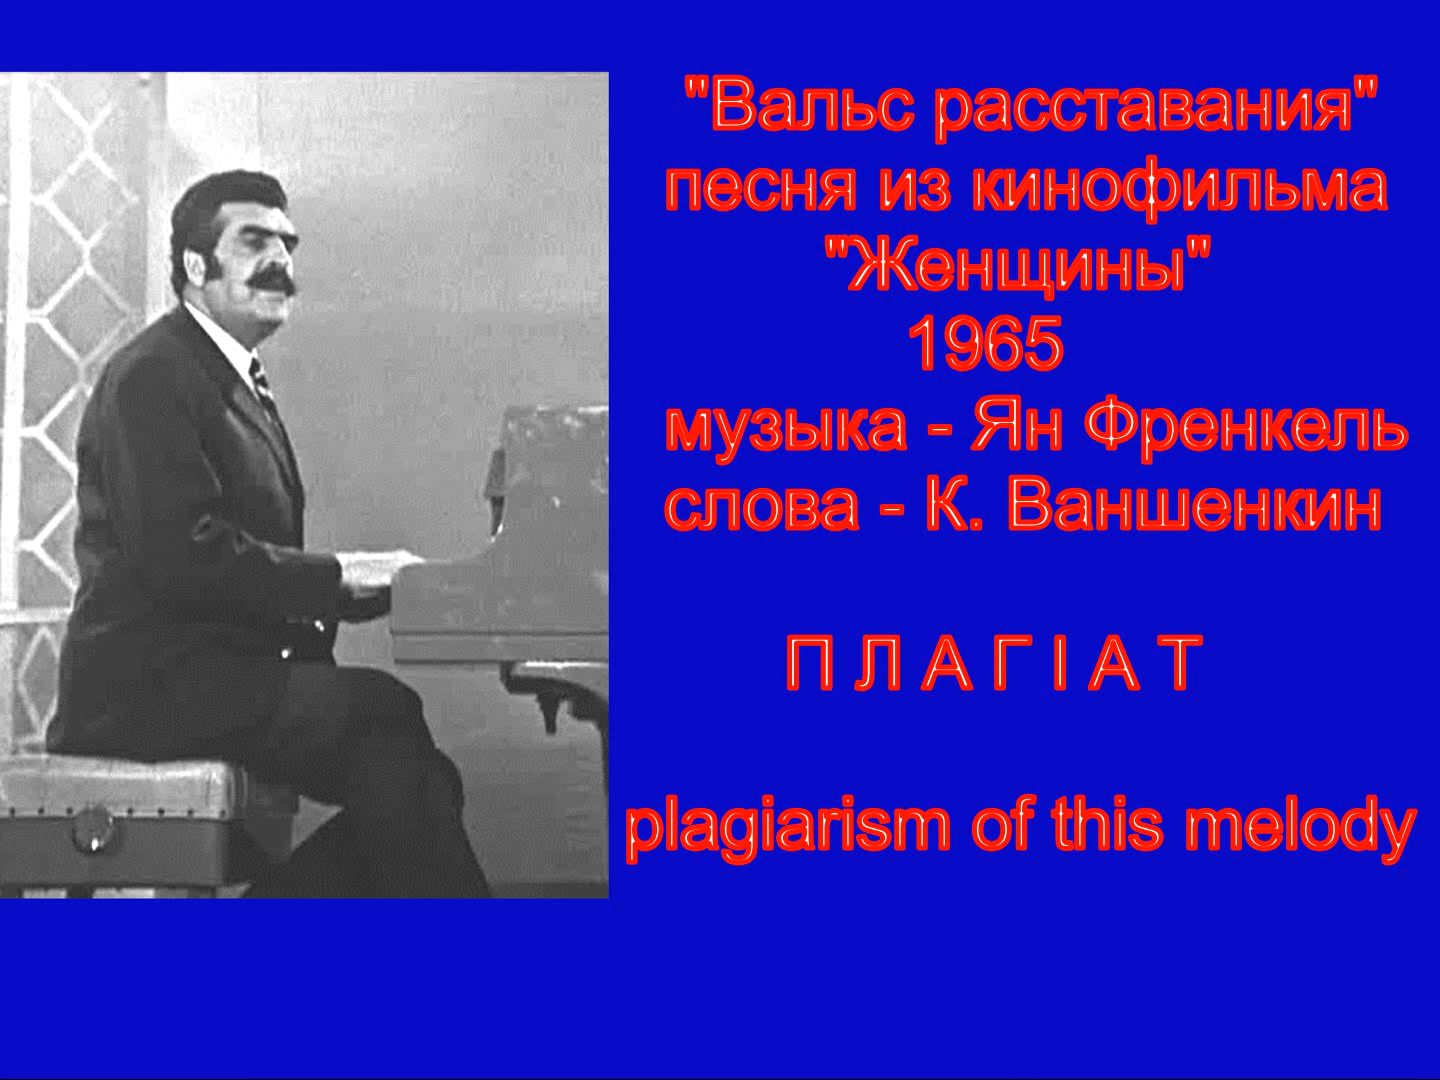 "Вальс расставания"
песня из кинофильма
"Женщины"
1965
музыка - Ян Френкель
слова - К. Ваншенкин
П Л А Г І А Т
plagiarism of this melody